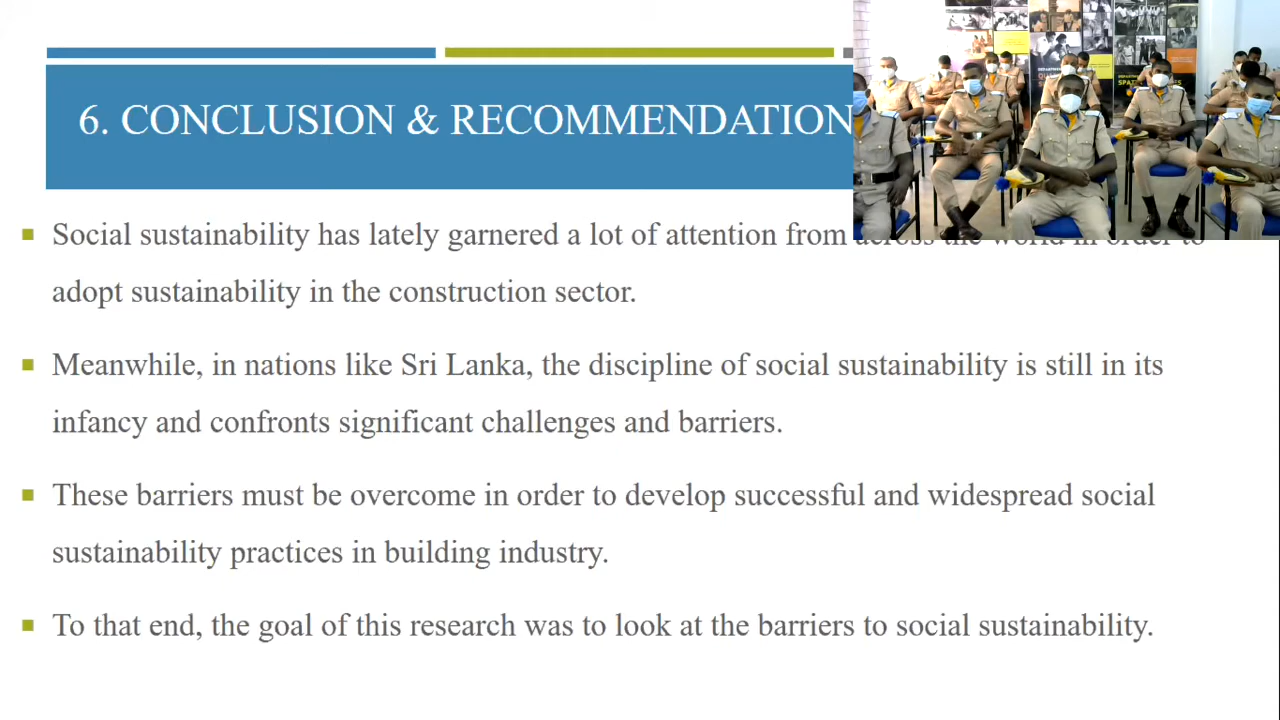 6. CONCLUSION & RECOMMENDATION
Social sustainability has lately garnered a lot of attention from across the world in order to
adopt sustainability in the construction sector.
Meanwhile, in nations like Sri Lanka, the discipline of social sustainability is still in its
infancy and confronts significant challenges and barriers.
These barriers must be overcome in order to develop successful and widespread social
sustainability practices in building industry.
To that end, the goal of this research was to look at the barriers to social sustainability.